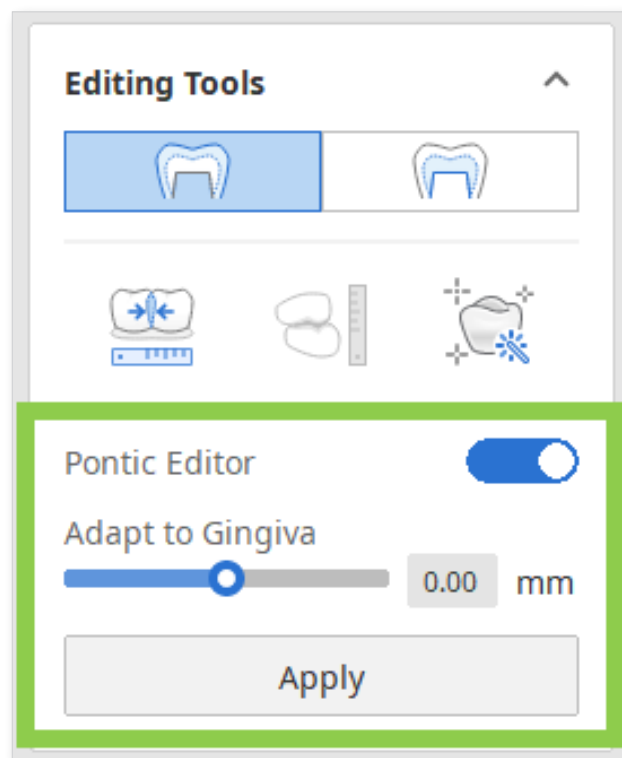 Editing Tools
Pontic Editor
Adapt to Gingiva
0.00 mm
Apply